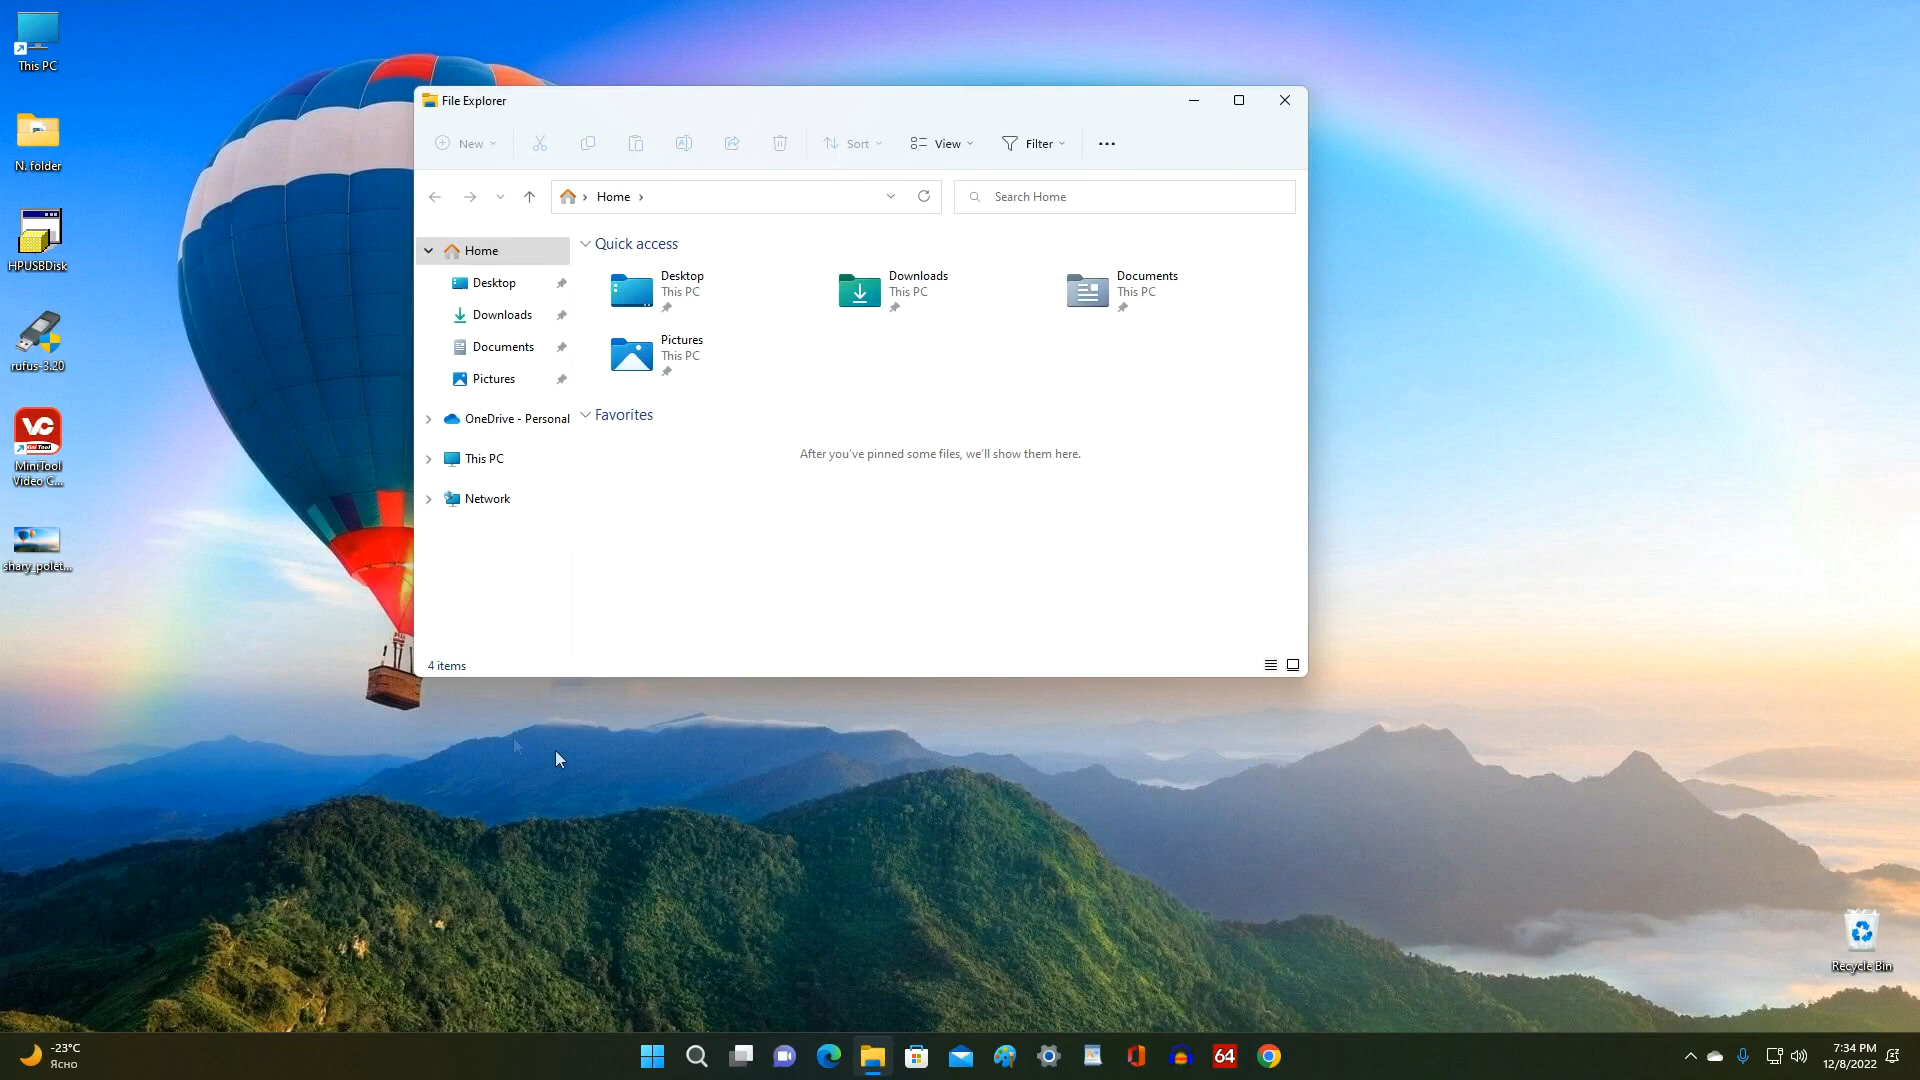 This PC
N. folder
HPUSBDisk
rufus-3.20
VC
MiniTool
MiniTool
Video C...
shary_polet...
File Explorer
New
Sort
View
Filter
Home
Search Home
Home
Desktop
Downloads
Documents
Pictures
OneDrive - Personal
This PC
Network
Quick access
Desktop
This PC
Downloads
This PC
Documents
This PC
Pictures
This PC
Favorites
After you've pinned some files, we'll show them here.
4 items
Recycle Bin
-23°C
Ясно
64
7:34 PM
12/8/2022